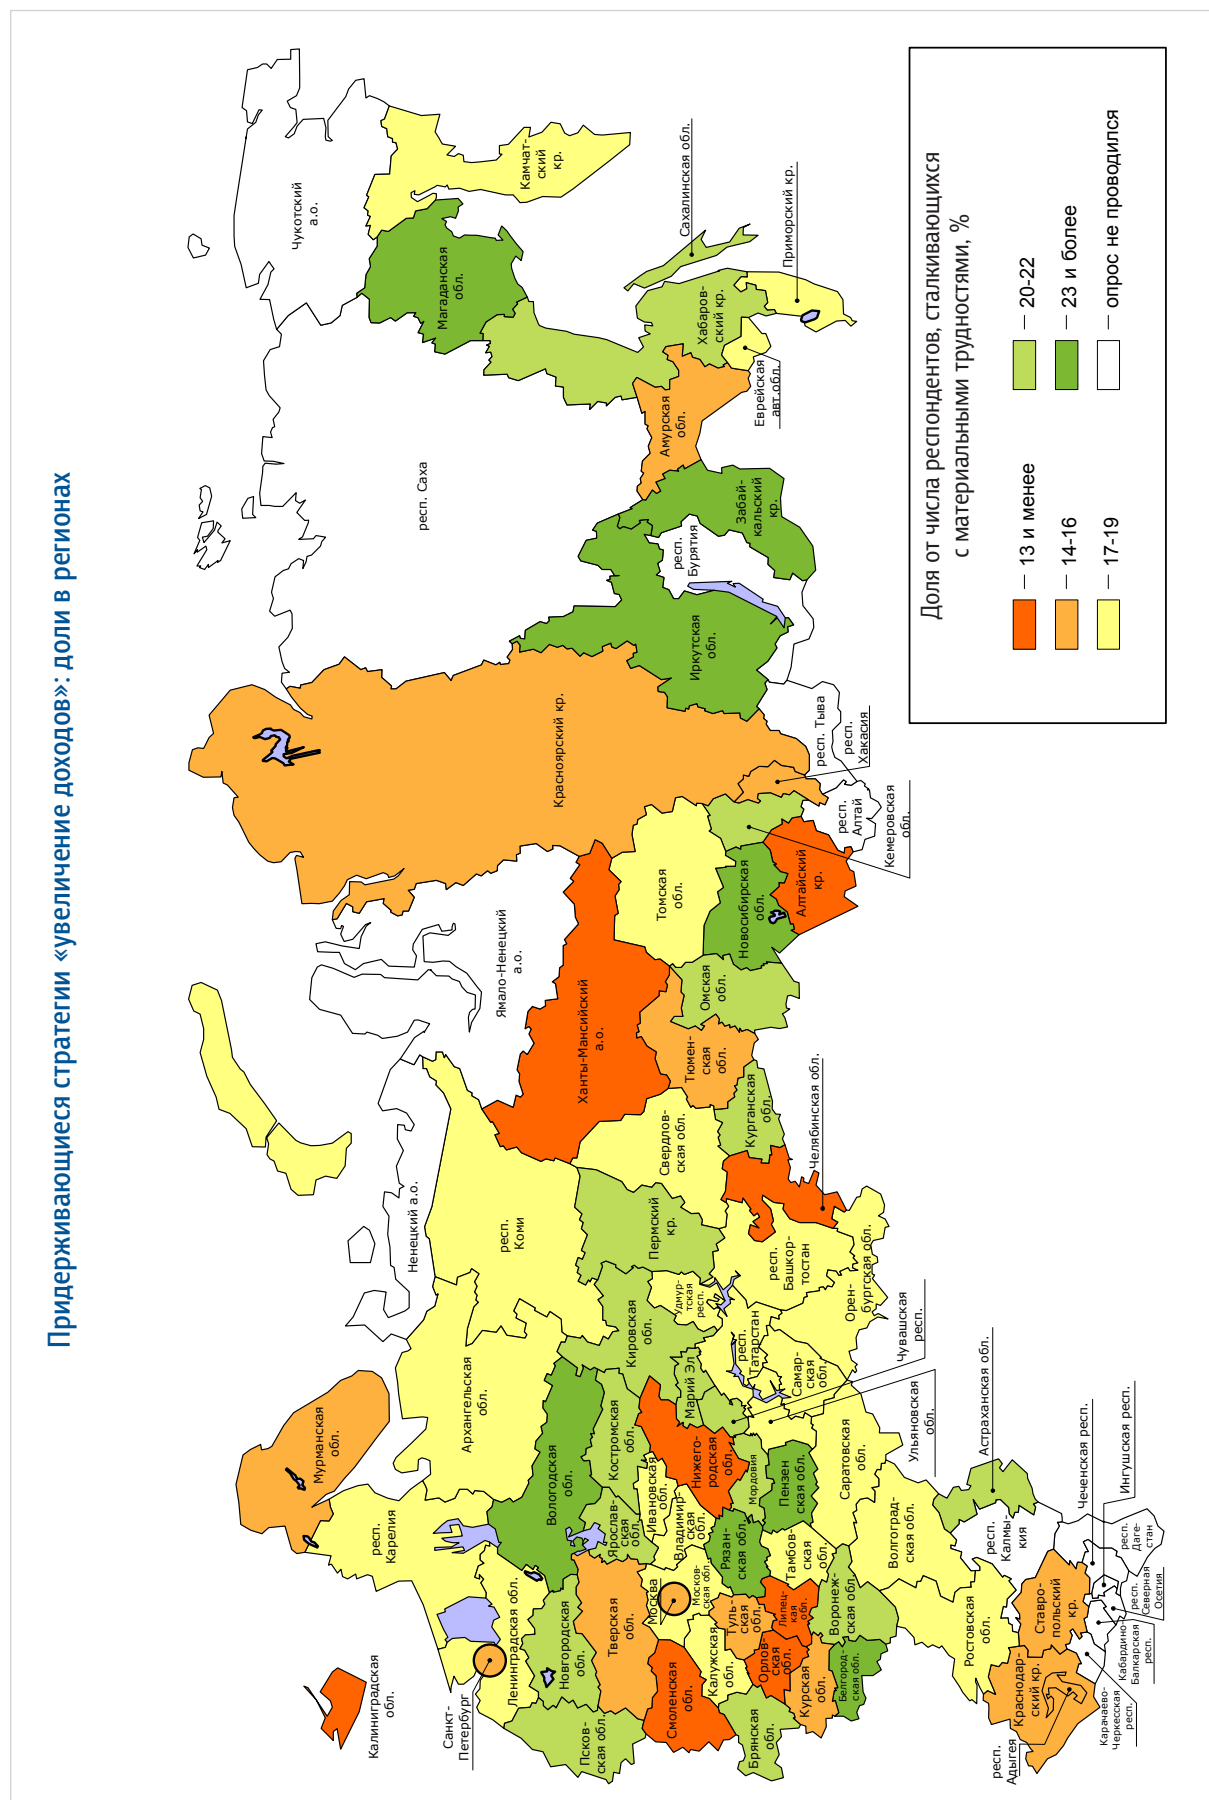 Придерживающиеся стратегии «увеличение доходов»: доли в регионах
Чукотский
а.о.
Камчат-
ский
кр.
Магаданская
обл.
Сахалинская обл.
Приморский кр.
Хабаров-
ский кр.
Еврейская
авт.обл.
Амурская
обл.
респ. Саха
Забай-
кальский
кр.
респ.
Бурятия
Иркутская
обл.
Красноярский кр.
респ. Тыва
респ.
Хакасия
респ.
Алтай
Кемеровская
обл.
Алтайский
кр.
Новосибирская
обл.
Томская
обл.
Омская
обл.
Ямало-Ненецкий
а.о.
Ханты-Мансийский
а.о.
Тюмен-
ская
обл.
Курганская
обл.
Челябинская обл.
Свердлов-
ская обл.
Пермский
кр.
респ.
Коми
Ненецкий а.о.
респ.
Башкор-
тостан
Орен-
бургская обл.
Удмур-
тская
респ.
Кировская
обл.
респ.
Татарстан
Самар-
ская
обл.
Чувашская
респ.
Ульяновская
обл.
Марий Эл
Архангельская
обл.
Мурманская
обл.
респ.
Карелия
Вологодская
обл.
Костромская
обл.
Нижего-
родская
обл.
Мордовия
Пензен
ская обл.
Саратовская
обл.
Астраханская обл.
Ивановская
обл.
Владимир-
ская
обл.
Ярослав-
ская
обл.
Рязан-
ская обл.
Тамбов-
ская
обл.
Волгоград-
ская обл.
респ.
Калмы-
кия
Чеченская респ.
Ингушская респ.
респ.
Даге-
стан
респ.
Северная
Осетия
Кабардино-
Балкарская
респ.
Карачаево-
Черкесская
респ.
Ставро-
польский
кр.
Краснодар-
ский кр.
респ.
Адыгея
Ростовская
обл.
Воронеж-
ская обл.
Липец-
кая
обл.
Белгород-
ская обл.
Курская
обл.
Орлов-
ская
обл.
Туль-
ская
обл.
Москов-
ская обл.
Москва
Калужская
обл.
Брянская
обл.
Смоленская
обл.
Тверская
обл.
Новгородская
обл.
Ленинградская обл.
Псков-
ская обл.
Санкт-
Петербург
Калининградская
обл.
Доля от числа респондентов, сталкивающихся
с материальными трудностями, %
— 13 и менее
— 14-16
— 17-19
— 20-22
— 23 и более
— опрос не проводился